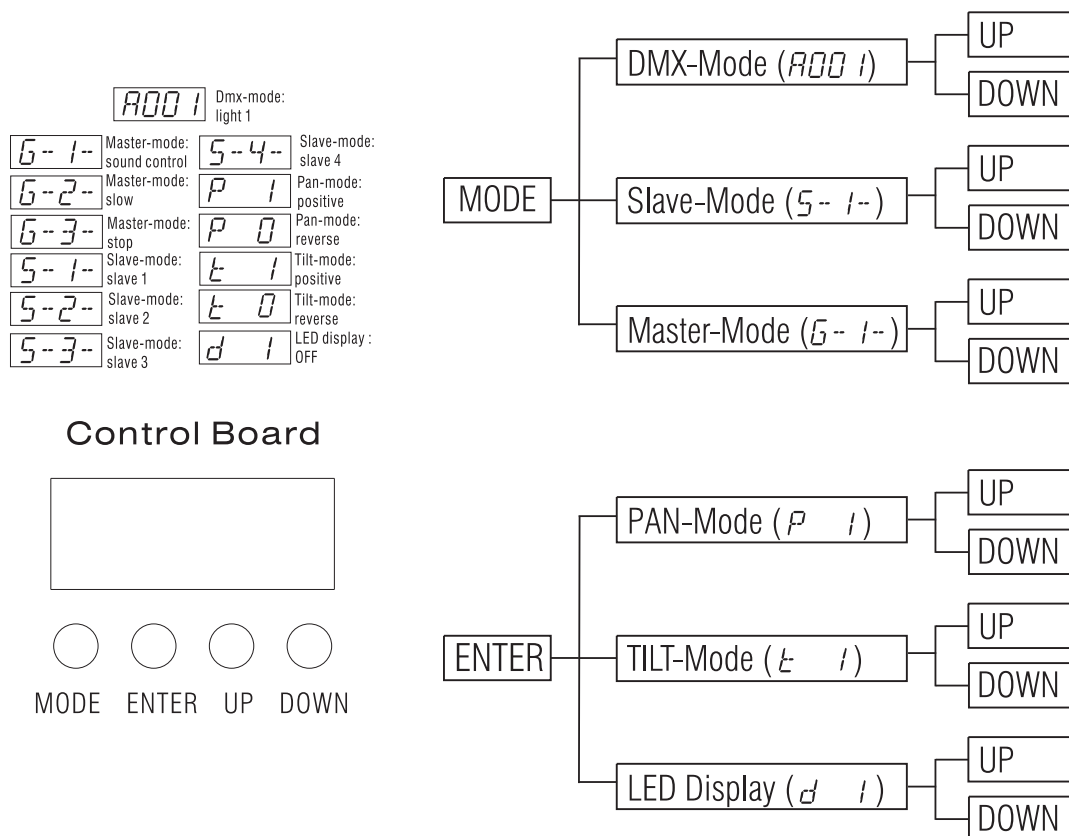 A001 Dmx-mode:
light 1
G-1- Master-mode:
sound control
G-2- Master-mode:
slow
G-3- Master-mode:
stop
S-1- Slave-mode:
slave 1
S-2- Slave-mode:
slave 2
S-3- Slave-mode:
slave 3
S-4- Slave-mode:
slave 4
P 1 Pan-mode:
positive
P 0 Pan-mode:
reverse
t 1 Tilt-mode:
positive
t 0 Tilt-mode:
reverse
d 1 LED display :
OFF
Control Board
MODE ENTER UP DOWN
MODE
DMX-Mode (A001)
UP
DOWN
Slave-Mode (S-1-)
UP
DOWN
Master-Mode (G-1-)
UP
DOWN
ENTER
PAN-Mode (P 1)
UP
DOWN
TILT-Mode (t 1)
UP
DOWN
LED Display (d 1)
UP
DOWN